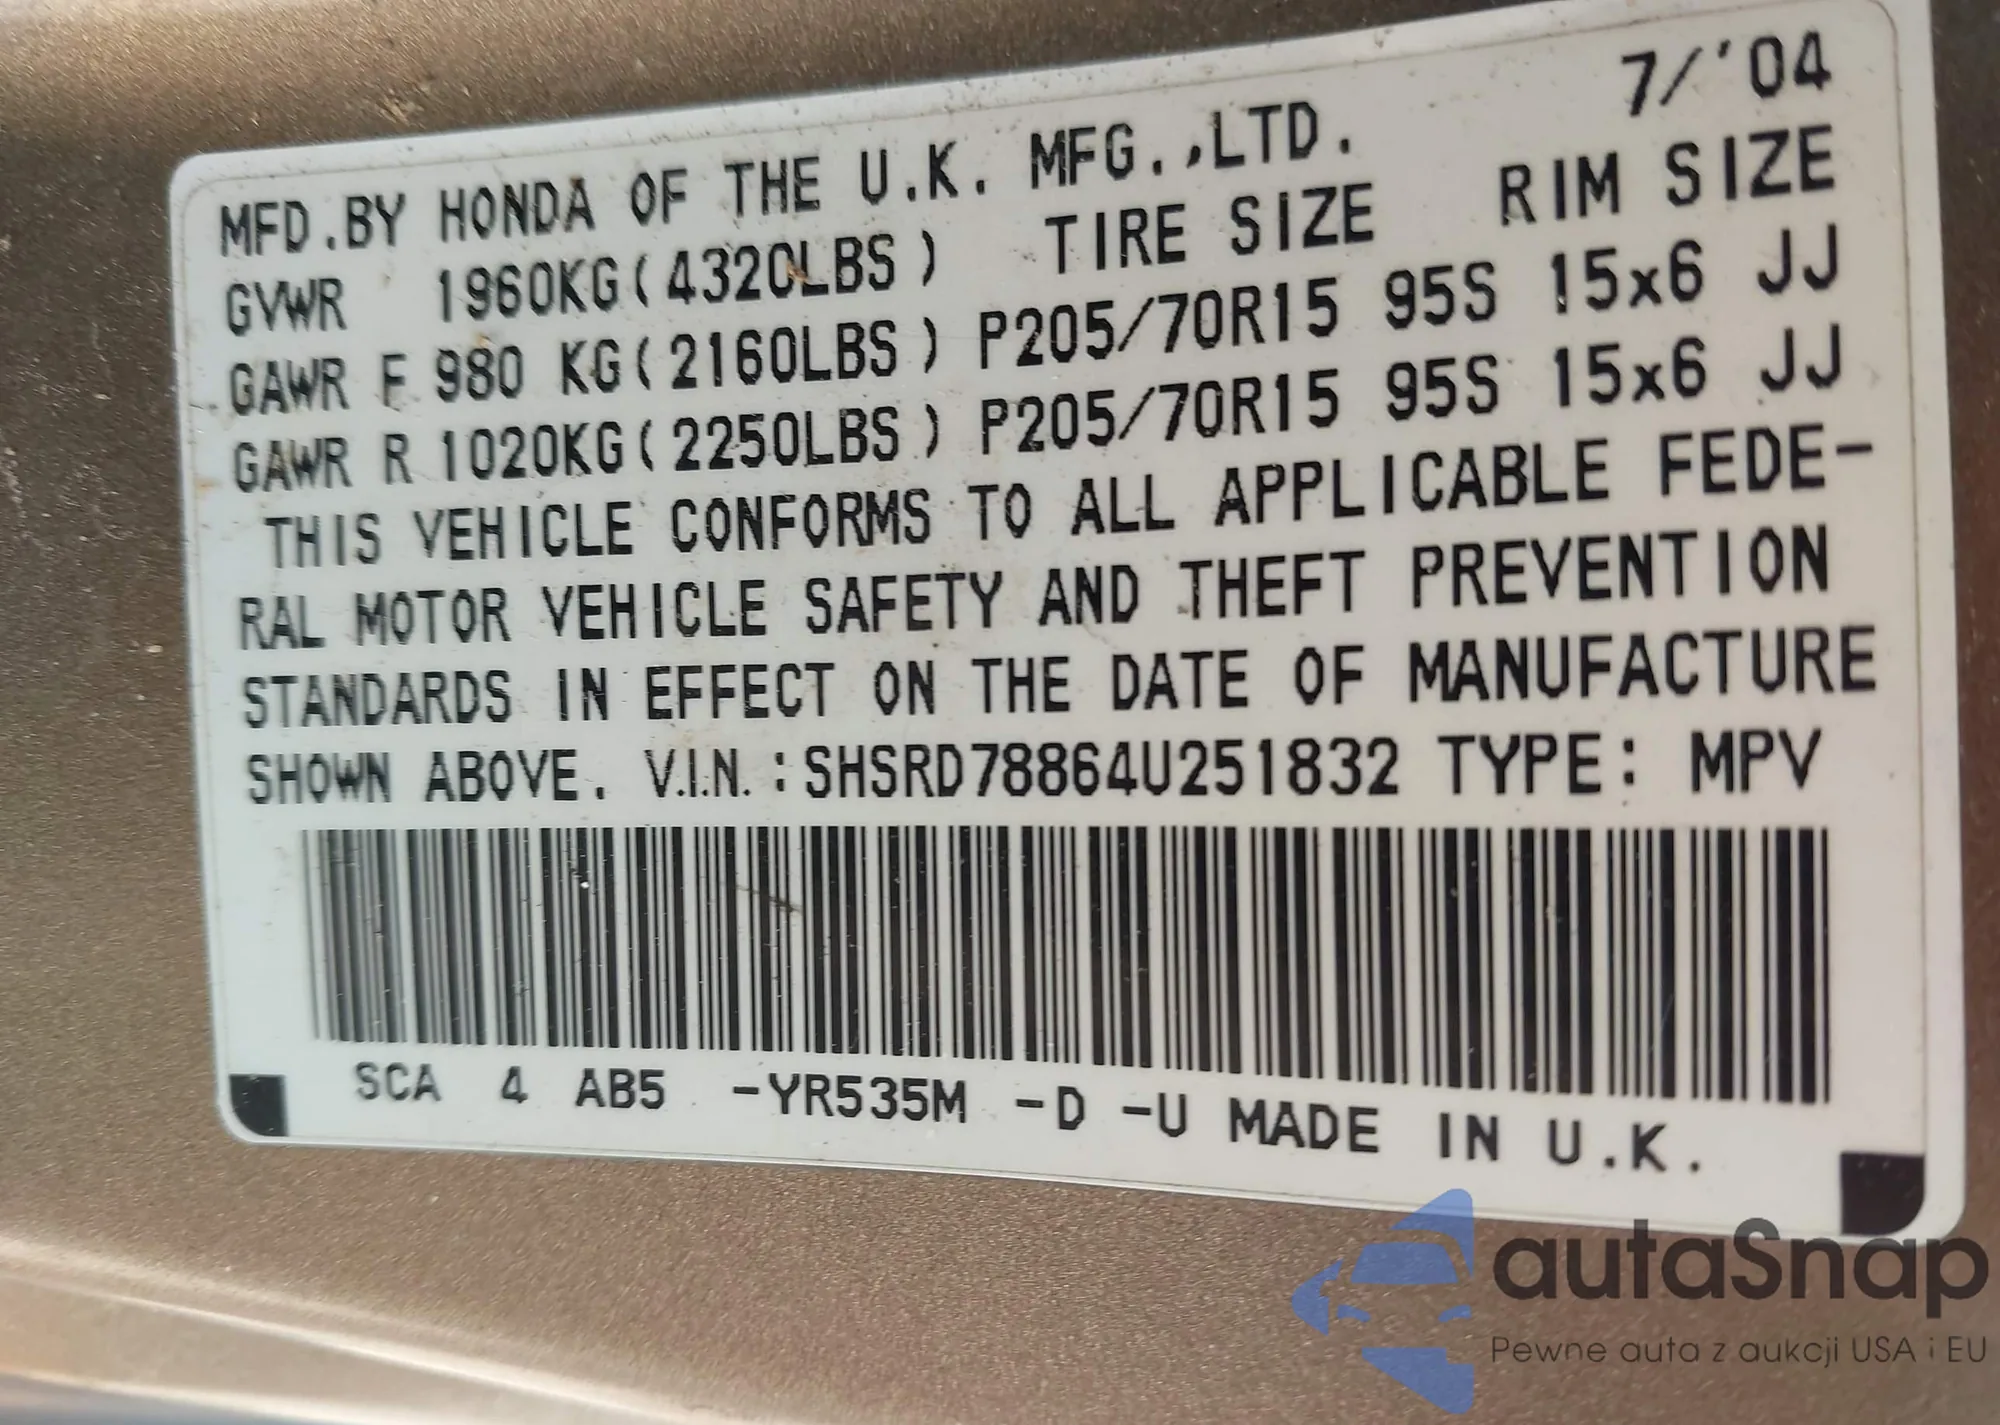 7/'04
MFD.BY HONDA OF THE U.K. MFG.,LTD.
GVWR 1960KG(4320LBS) TIRE SIZE RIM SIZE
GAWR F 980 KG(2160LBS) P205/70R15 95S 15x6 JJ
GAWR R 1020KG(2250LBS) P205/70R15 95S 15x6 JJ
THIS VEHICLE CONFORMS TO ALL APPLICABLE FEDE-
RAL MOTOR VEHICLE SAFETY AND THEFT PREVENTION
STANDARDS IN EFFECT ON THE DATE OF MANUFACTURE
SHOWN ABOVE. V.I.N. :SHSRD78864U251832 TYPE: MPV
SCA 4 AB5 -YR535M -D -U MADE IN U.K.
autaSnap
Pewne auta z aukcji USA i EU